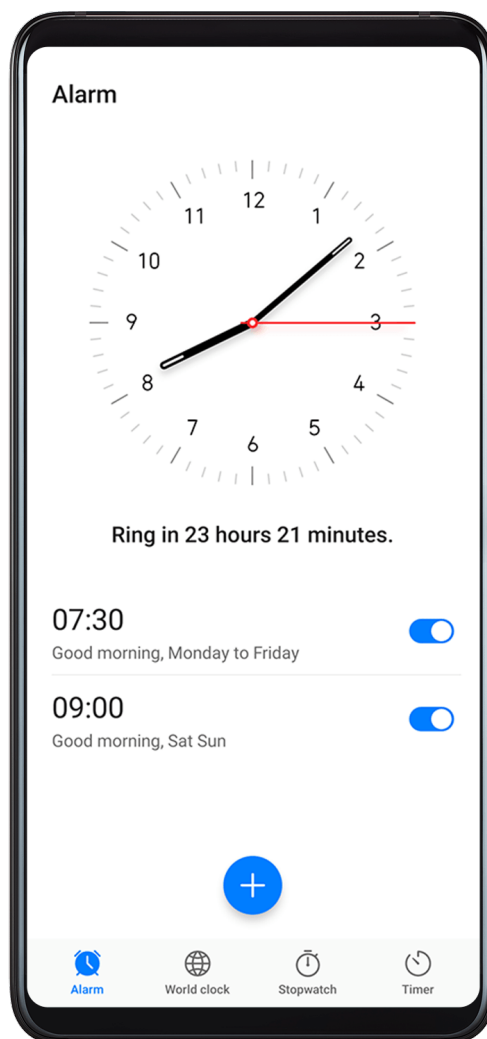 Alarm
12
11
1
10
2
9
3
8
4
7
5
6
Ring in 23 hours 21 minutes.
07:30
Good morning, Monday to Friday
09:00
Good morning, Sat Sun
Alarm
World clock
Stopwatch
Timer